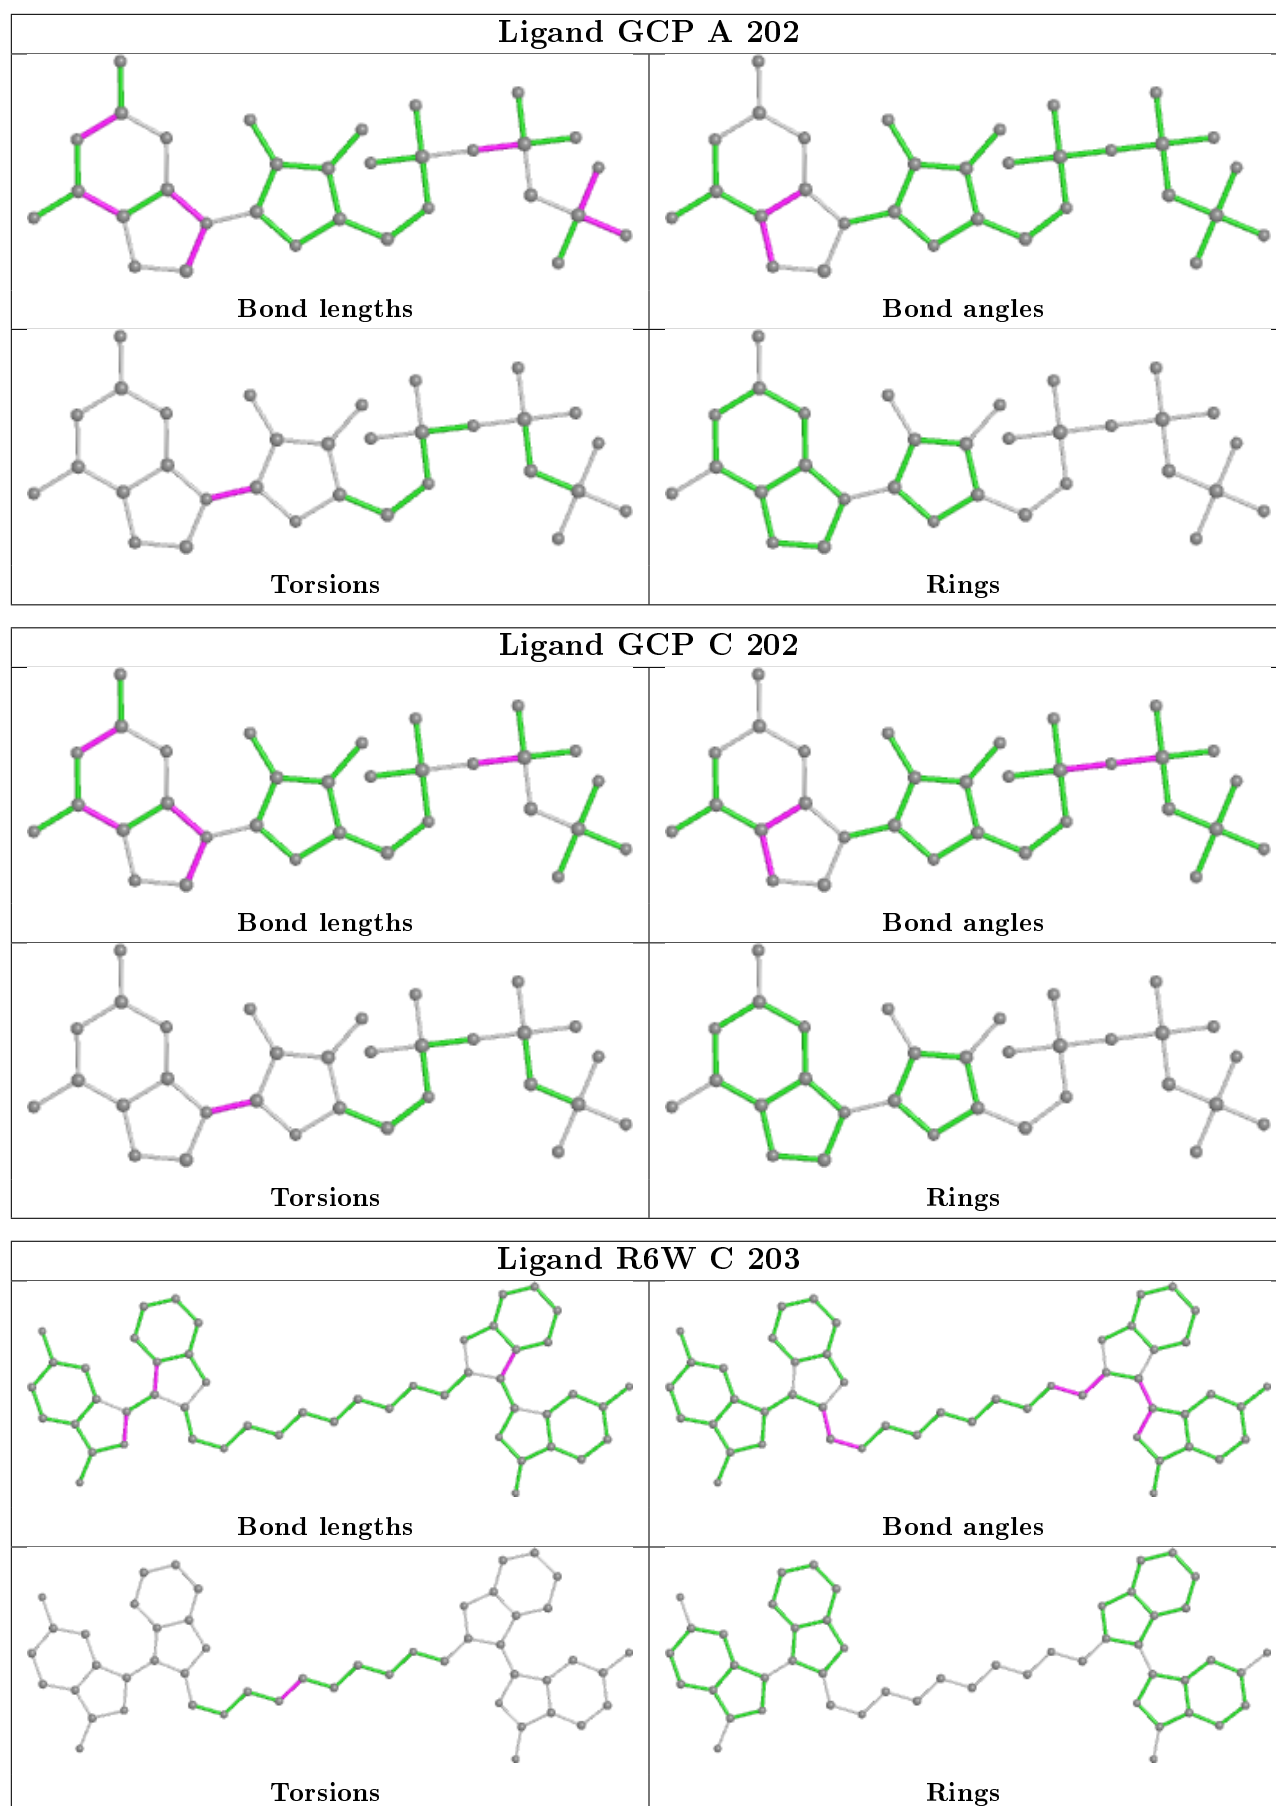 Ligand GCP A 202
Bond lengths
Bond angles
Torsions
Rings
Ligand GCP C 202
Bond lengths
Bond angles
Torsions
Rings
Ligand R6W C 203
Bond lengths
Bond angles
Torsions
Rings